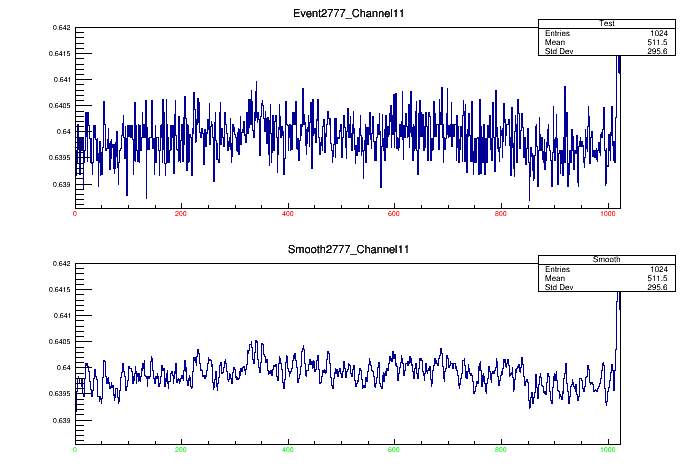 Event2777_Channel11
Test
Entries 1024
Mean 511.5
Std Dev 295.6
0.642
0.6415
0.641
0.6405
0.64
0.6395
0.639
0 200 400 600 800 1000
Smooth2777_Channel11
Smooth
Entries 1024
Mean 511.5
Std Dev 295.6
0.642
0.6415
0.641
0.6405
0.64
0.6395
0.639
0 200 400 600 800 1000